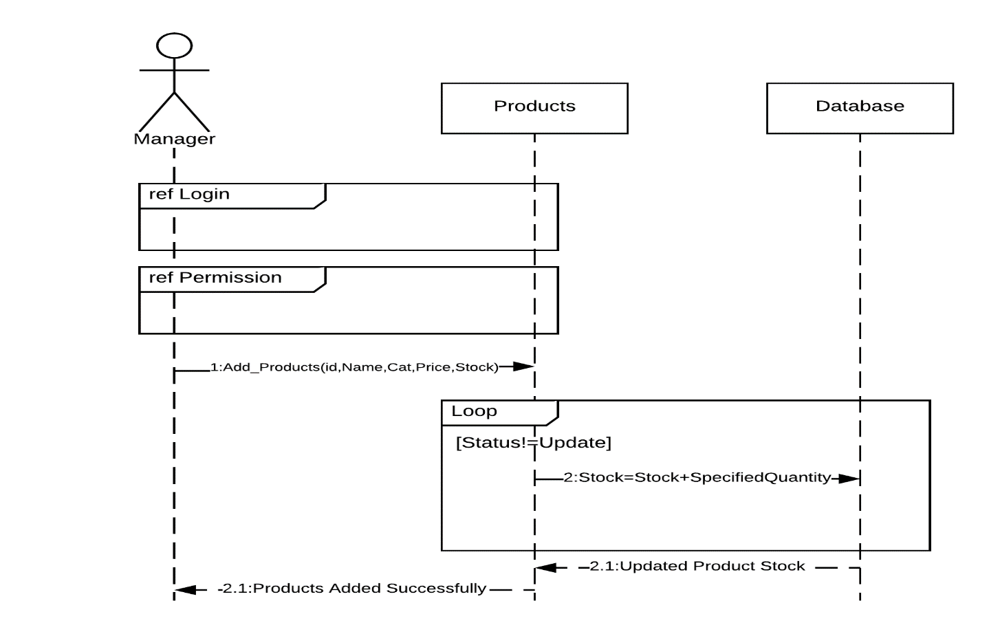 Manager
Products
Database
ref Login
ref Permission
1:Add_Products(id,Name,Cat,Price,Stock)
Loop
[Status!=Update]
2:Stock=Stock+SpecifiedQuantity
2.1:Updated Product Stock
2.1:Products Added Successfully